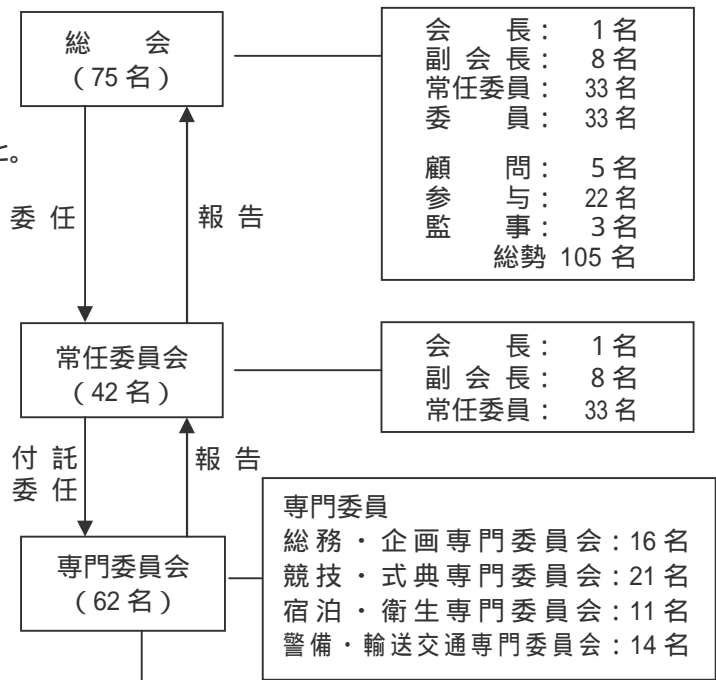 総　　会
（75名）
会　　長：　1名
副会長：　8名
常任委員：　33名
委　　員：　33名
顧　　問：　5名
参　　与：　22名
監　　事：　3名
総勢 105名
と。
委任
報告
常任委員会
（42名）
会　　長：　1名
副会長：　8名
常任委員：　33名
付託
委任
報告
専門委員会
（62名）
専門委員
総務・企画専門委員会：16名
競技・式典専門委員会：21名
宿泊・衛生専門委員会：11名
警備・輸送交通専門委員会：14名